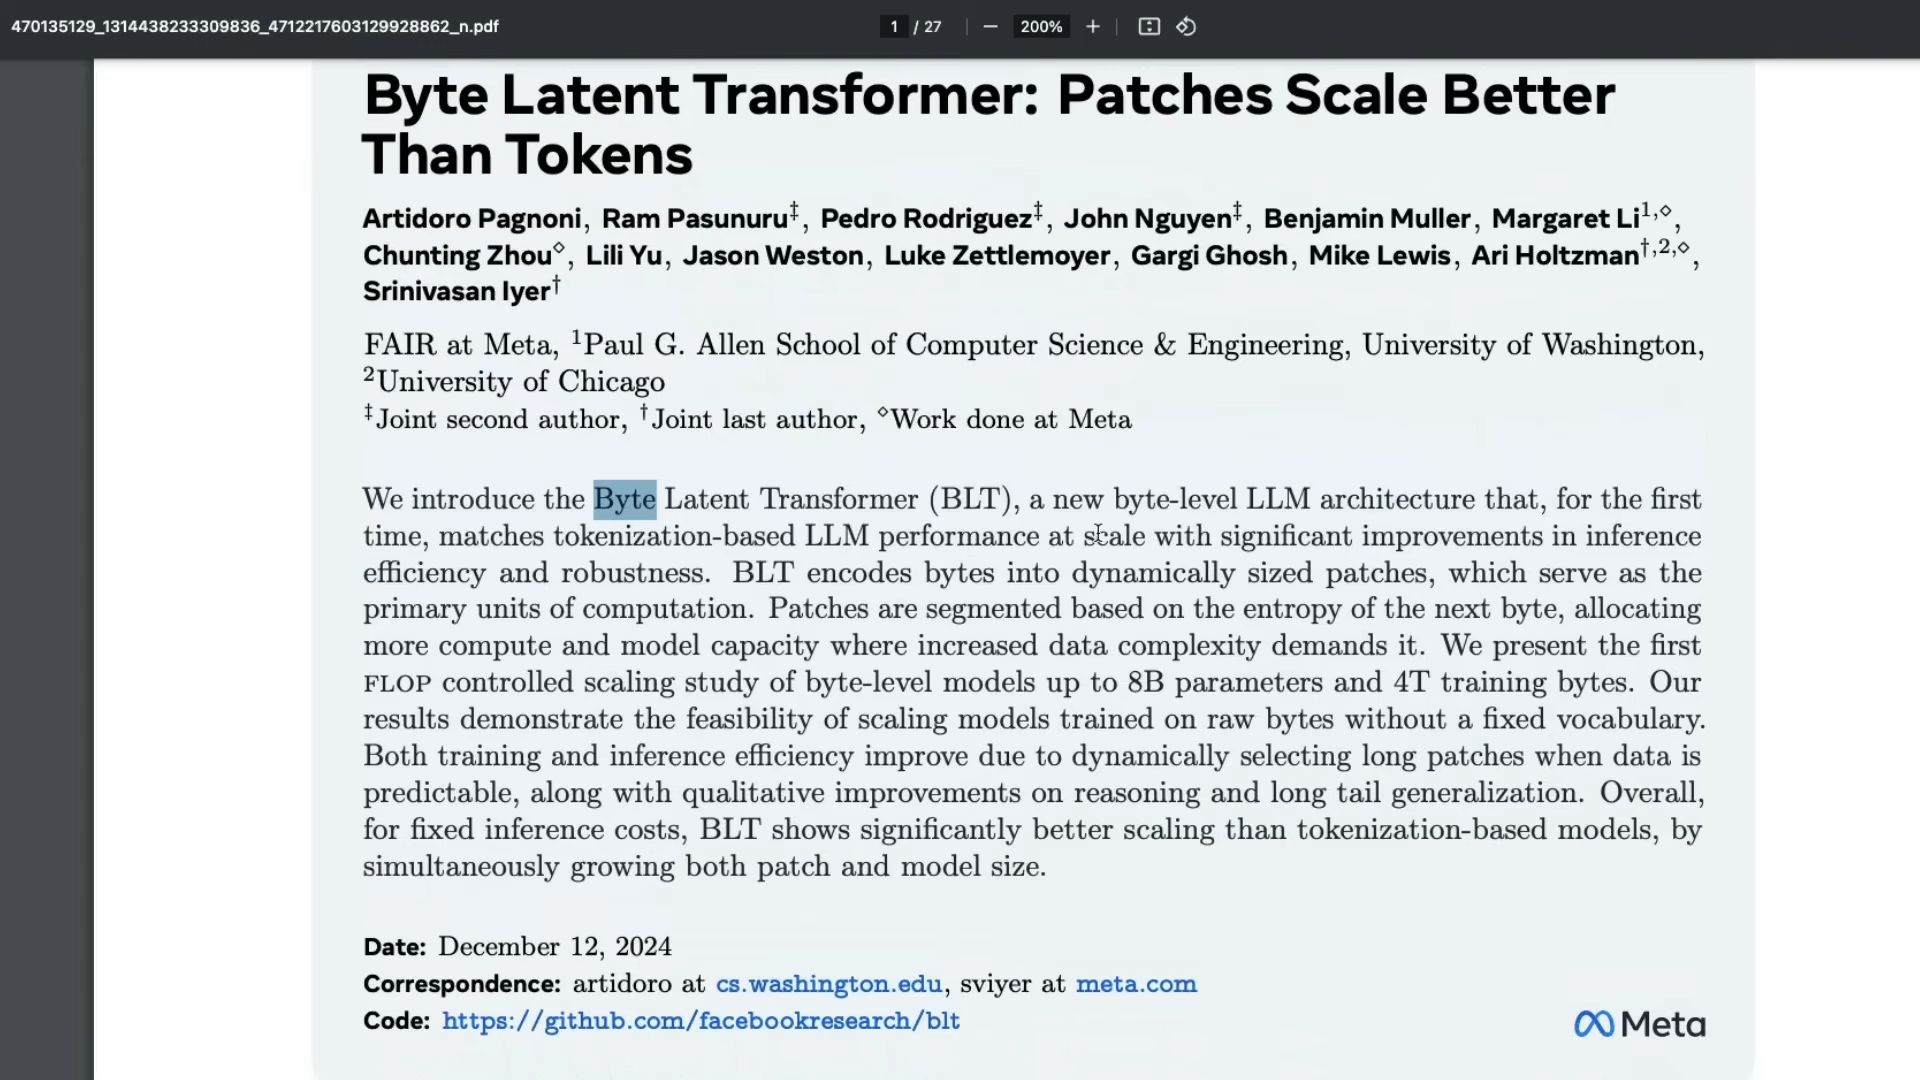 470135129_1314438233309836_4712217603129928862_n.pdf
1 / 27
200%
Byte Latent Transformer: Patches Scale Better
Than Tokens
Artidoro Pagnoni, Ram Pasunuru‡, Pedro Rodriguez‡, John Nguyen‡, Benjamin Muller, Margaret Li1,⋄,
Chunting Zhou⋄, Lili Yu, Jason Weston, Luke Zettlemoyer, Gargi Ghosh, Mike Lewis, Ari Holtzman†,2,⋄,
Srinivasan Iyer†
FAIR at Meta, 1Paul G. Allen School of Computer Science & Engineering, University of Washington,
2University of Chicago
‡Joint second author, †Joint last author, ⋄Work done at Meta
We introduce the Byte Latent Transformer (BLT), a new byte-level LLM architecture that, for the first
time, matches tokenization-based LLM performance at scale with significant improvements in inference
efficiency and robustness. BLT encodes bytes into dynamically sized patches, which serve as the
primary units of computation. Patches are segmented based on the entropy of the next byte, allocating
more compute and model capacity where increased data complexity demands it. We present the first
FLOP controlled scaling study of byte-level models up to 8B parameters and 4T training bytes. Our
results demonstrate the feasibility of scaling models trained on raw bytes without a fixed vocabulary.
Both training and inference efficiency improve due to dynamically selecting long patches when data is
predictable, along with qualitative improvements on reasoning and long tail generalization. Overall,
for fixed inference costs, BLT shows significantly better scaling than tokenization-based models, by
simultaneously growing both patch and model size.
Date: December 12, 2024
Correspondence: artidoro at cs.washington.edu, sviyer at meta.com
Code: https://github.com/facebookresearch/blt
Meta